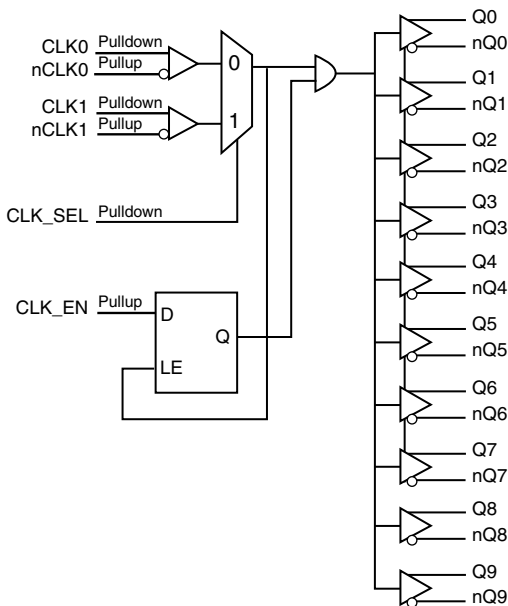 CLK0 Pulldown
nCLK0 Pullup
CLK1 Pulldown
nCLK1 Pullup
0
1
CLK_SEL Pulldown
CLK_EN Pullup
D
Q
LE
Q0
nQ0
Q1
nQ1
Q2
nQ2
Q3
nQ3
Q4
nQ4
Q5
nQ5
Q6
nQ6
Q7
nQ7
Q8
nQ8
Q9
nQ9